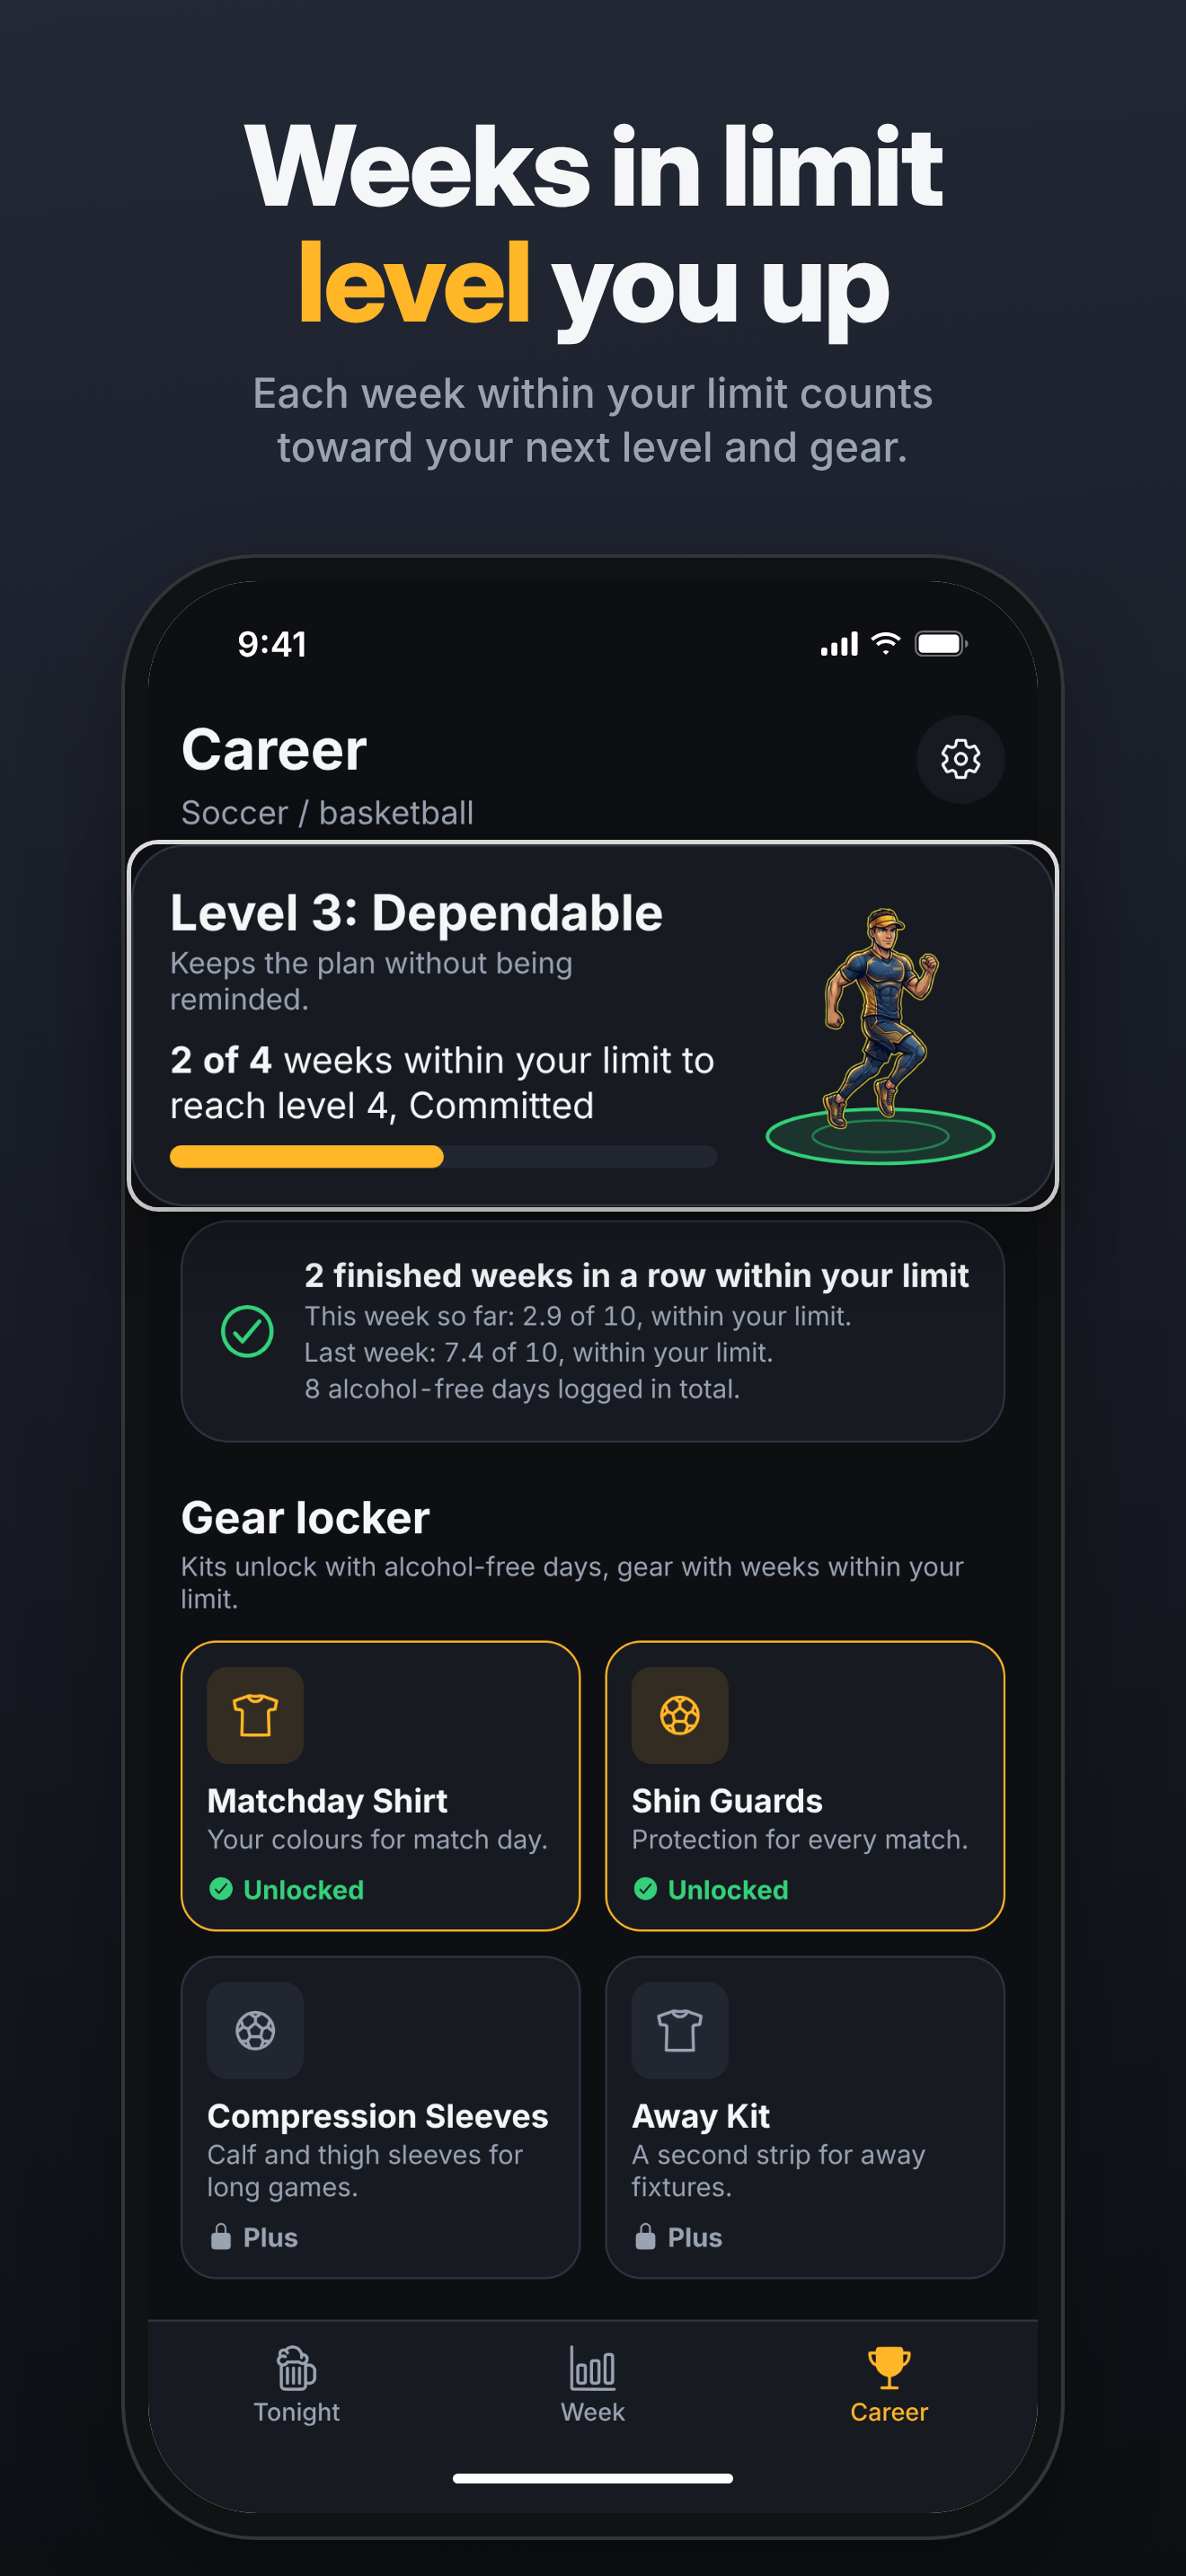 Weeks in limit
level you up
Each week within your limit counts
toward your next level and gear.
9:41
Career
Soccer / basketball
Level 3: Dependable
Keeps the plan without being
reminded.
2 of 4 weeks within your limit to
reach level 4, Committed
2 finished weeks in a row within your limit
This week so far: 2.9 of 10, within your limit.
Last week: 7.4 of 10, within your limit.
8 alcohol-free days logged in total.
Gear locker
Kits unlock with alcohol-free days, gear with weeks within your
limit.
Matchday Shirt
Your colours for match day.
Unlocked
Shin Guards
Protection for every match.
Unlocked
Compression Sleeves
Calf and thigh sleeves for
long games.
Plus
Away Kit
A second strip for away
fixtures.
Plus
Tonight
Week
Career